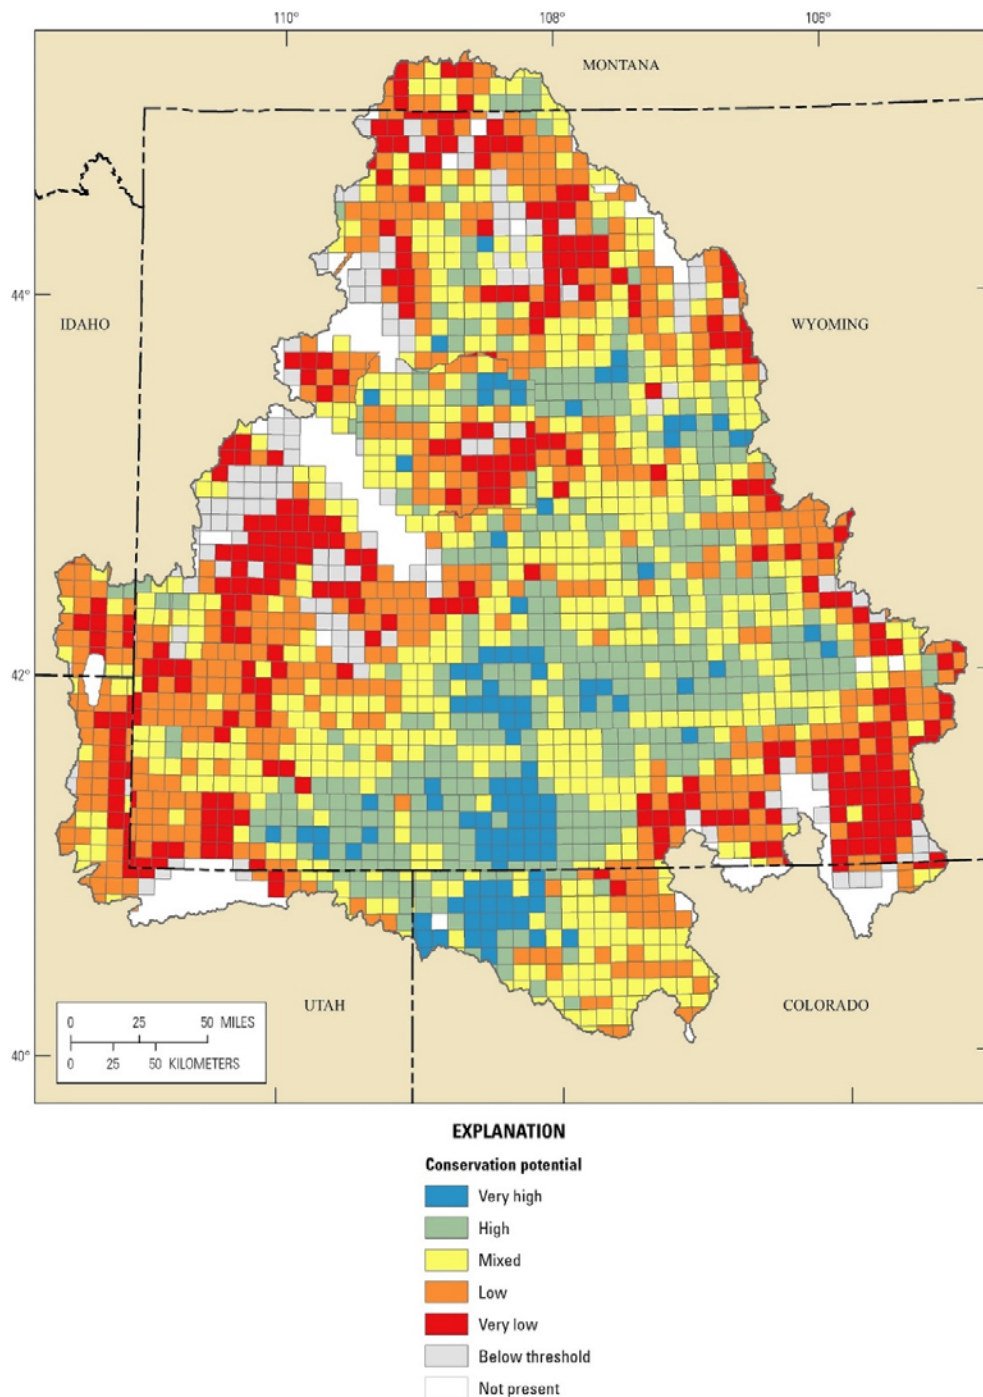 110° 108° 106°
MONTANA
44°
IDAHO WYOMING
42°
UTAH COLORADO
0 25 50 MILES
0 25 50 KILOMETERS
40°
EXPLANATION
Conservation potential
Very high
High
Mixed
Low
Very low
Below threshold
Not present